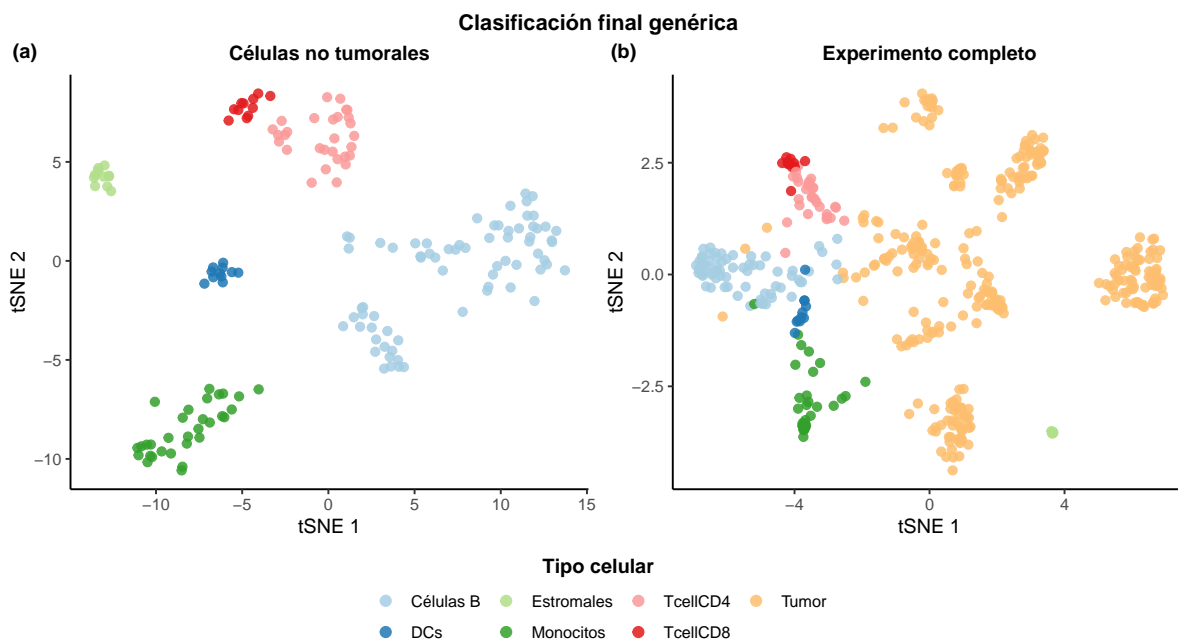 Clasificación final genérica
(a)
Células no tumorales
(b)
Experimento completo
tSNE 2
5
0
−5
−10
−10
−5
0
5
10
15
tSNE 1
tSNE 2
2.5
0.0
−2.5
−4
0
4
tSNE 1
Tipo celular
Células B
Estromales
TcellCD4
Tumor
DCs
Monocitos
TcellCD8